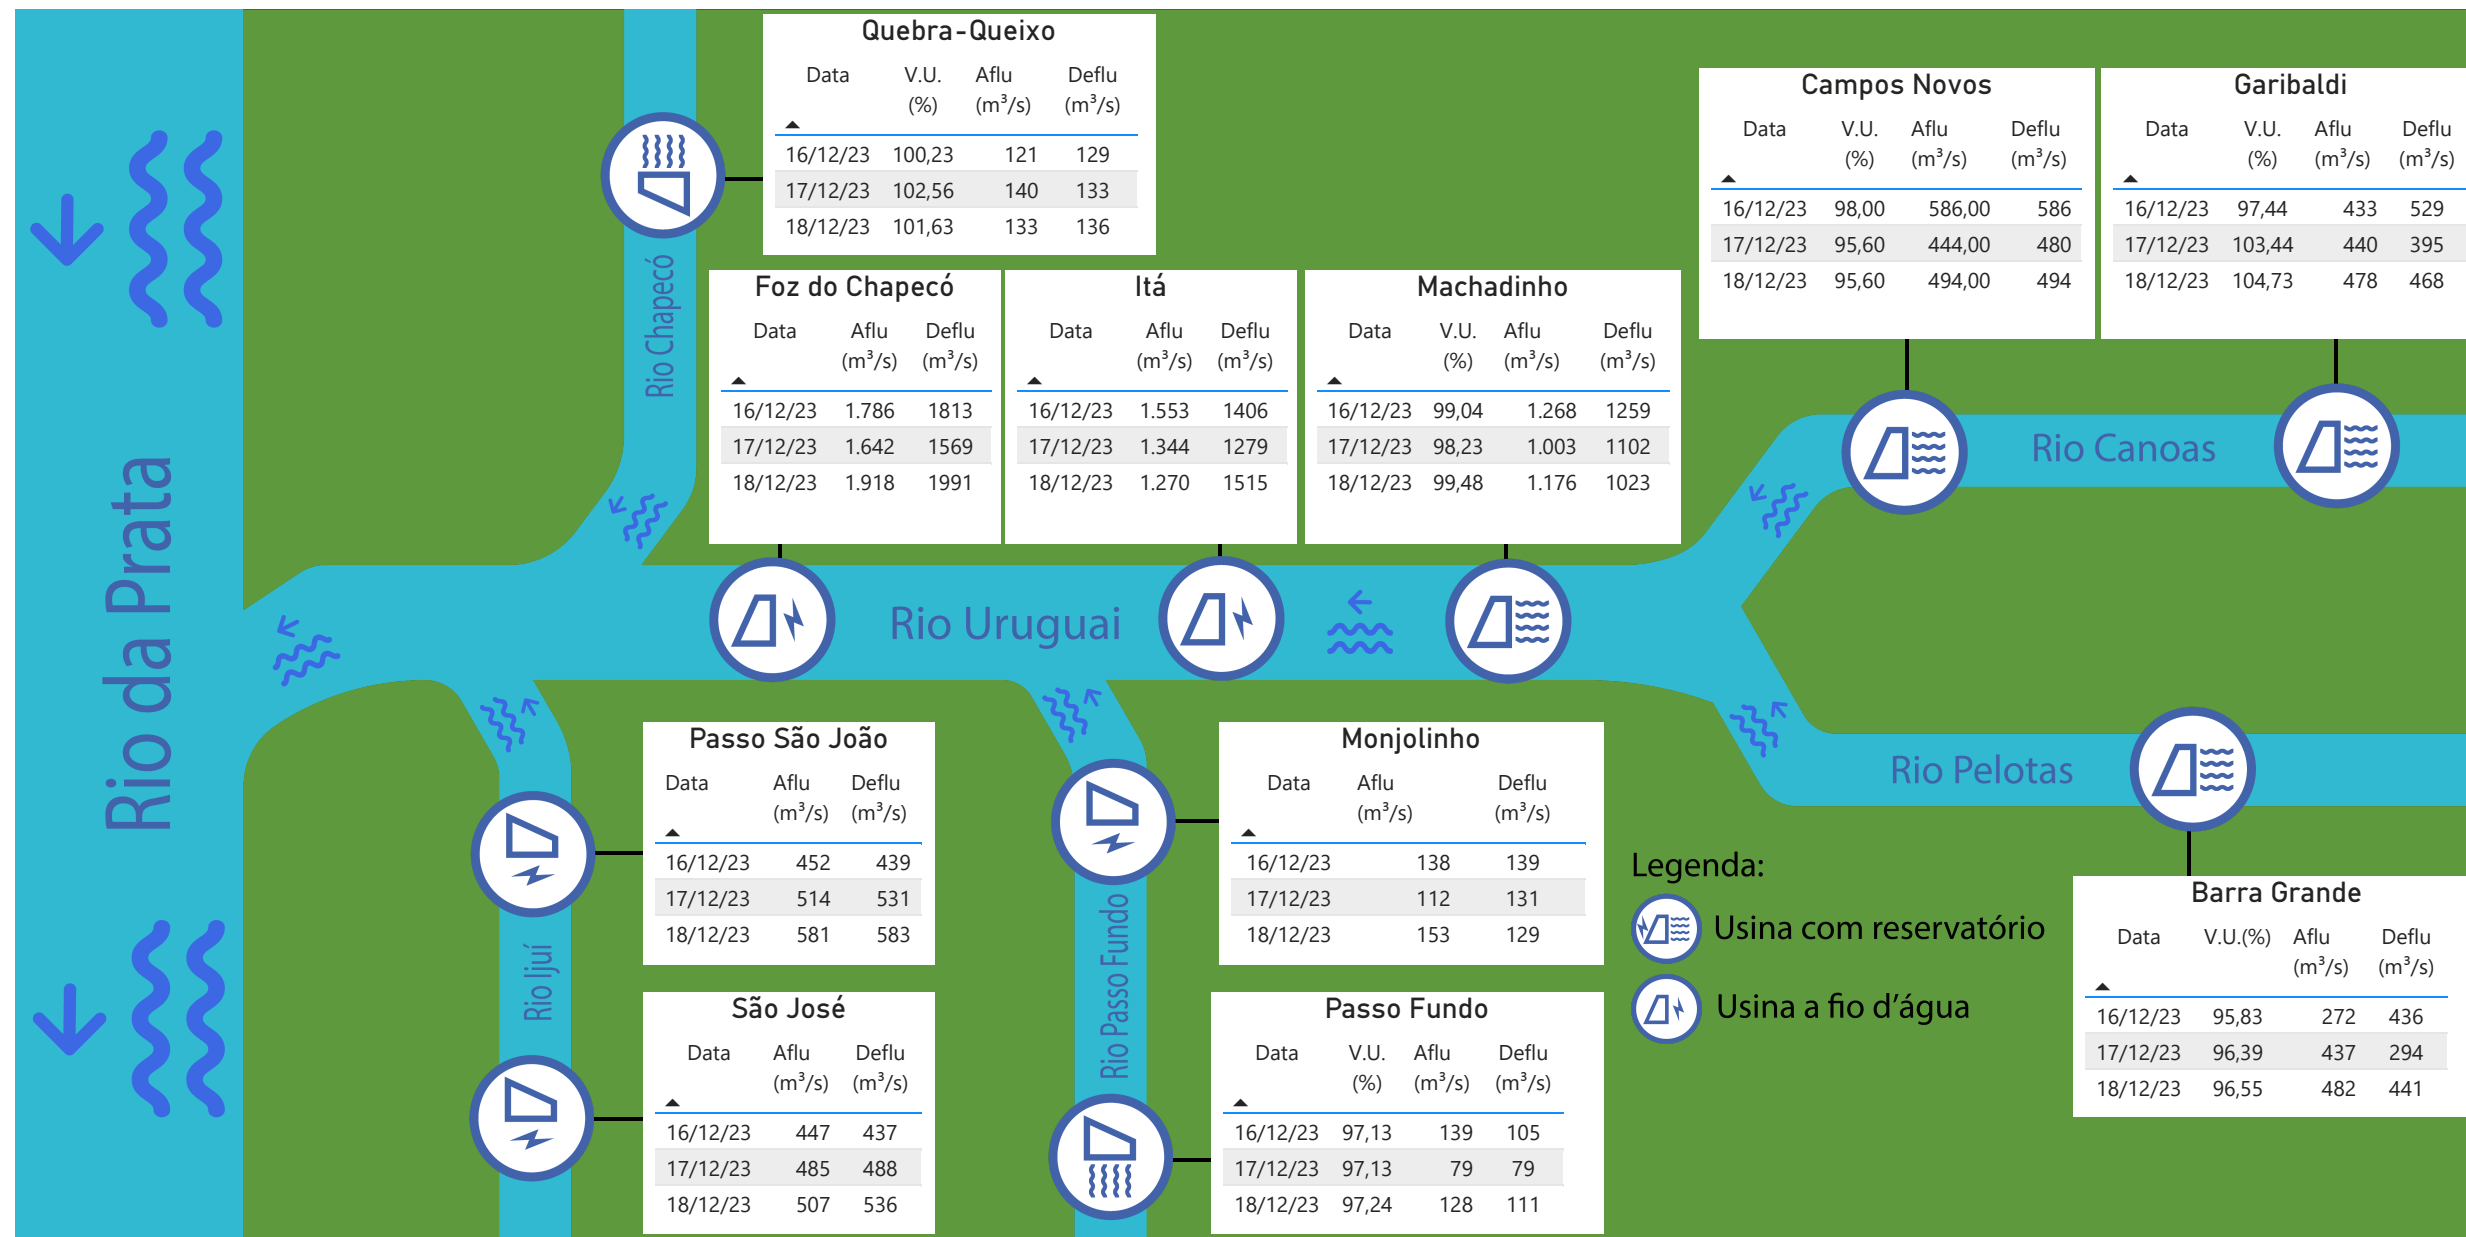 Quebra-Queixo
Data V.U. (%) Aflu (m³/s) Deflu (m³/s)
16/12/23 100,23 121 129
17/12/23 102,56 140 133
18/12/23 101,63 133 136
Campos Novos
Data V.U. (%) Aflu (m³/s) Deflu (m³/s)
16/12/23 98,00 586,00 586
17/12/23 95,60 444,00 480
18/12/23 95,60 494,00 494
Garibaldi
Data V.U. (%) Aflu (m³/s) Deflu (m³/s)
16/12/23 97,44 433 529
17/12/23 103,44 440 395
18/12/23 104,73 478 468
Rio Chapecó
Foz do Chapecó
Data Aflu (m³/s) Deflu (m³/s)
16/12/23 1.786 1813
17/12/23 1.642 1569
18/12/23 1.918 1991
Itá
Data Aflu (m³/s) Deflu (m³/s)
16/12/23 1.553 1406
17/12/23 1.344 1279
18/12/23 1.270 1515
Machadinho
Data V.U. (%) Aflu (m³/s) Deflu (m³/s)
16/12/23 99,04 1.268 1259
17/12/23 98,23 1.003 1102
18/12/23 99,48 1.176 1023
Rio Canoas
Rio da Prata
Rio Uruguai
Rio Pelotas
Passo São João
Data Aflu (m³/s) Deflu (m³/s)
16/12/23 452 439
17/12/23 514 531
18/12/23 581 583
Rio Ijuí
Monjolinho
Data Aflu (m³/s) Deflu (m³/s)
16/12/23 138 139
17/12/23 112 131
18/12/23 153 129
Rio Passo Fundo
Legenda:
Usina com reservatório
Usina a fio d'água
Barra Grande
Data V.U.(%) Aflu (m³/s) Deflu (m³/s)
16/12/23 95,83 272 436
17/12/23 96,39 437 294
18/12/23 96,55 482 441
São José
Data Aflu (m³/s) Deflu (m³/s)
16/12/23 447 437
17/12/23 485 488
18/12/23 507 536
Passo Fundo
Data V.U. (%) Aflu (m³/s) Deflu (m³/s)
16/12/23 97,13 139 105
17/12/23 97,13 79 79
18/12/23 97,24 128 111